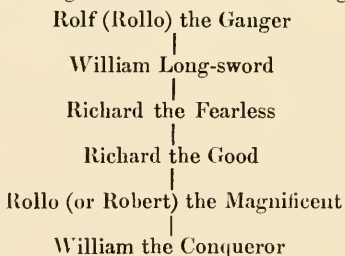 Rolf (Rollo) the Ganger
William Long-sword
Richard the Fearless
Richard the Good
Rollo (or Robert) the Magnificent
William the Conqueror